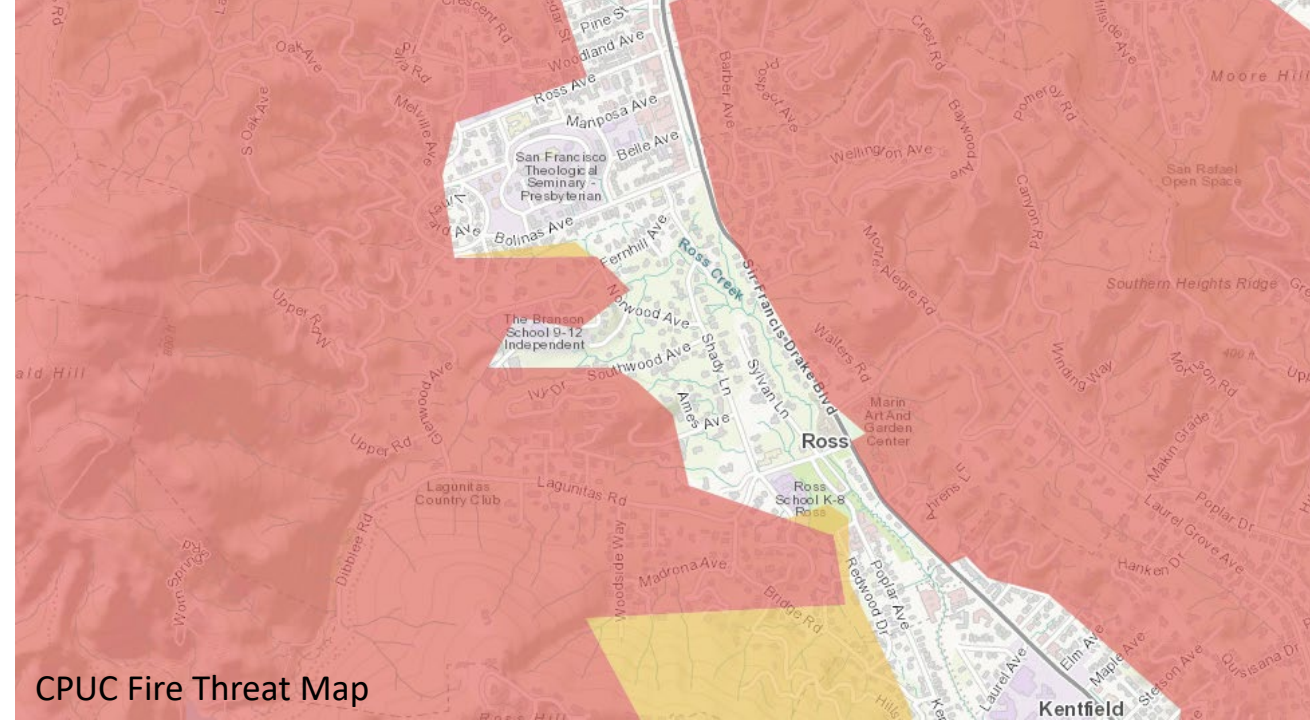 Pine St
Woodland Ave
Crescent Rd
Oak Ave
S Oak Ave
Melville Ave
Ross Ave
Mariposa Ave
Belle Ave
San Francisco
Theological
Seminary -
Presbyterian
Bolinas Ave
Fernhill Ave
Ross Creek
Barber Ave
Crest Rd
Hillside Ave
Moore Hill
Pomeroy Rd
Baywood Ave
Wellington Ave
San Rafael
Open Space
Canyon Rd
Monte Alegre Rd
Southern Heights Ridge
Sir Francis Drake Blvd
Upper Rd W
The Branson
School 9-12
Independent
Norwood Ave
Southwood Ave
Shady Ln
Sylvan Ln
Walters Rd
Winding Way
400 ft
Ivy Dr
Ames Ave
Glenwood Ave
Upper Rd
Marin
Art And
Garden
Center
Ross
Makin Grade
Lagunitas
Country Club
Lagunitas Rd
Ross
School K-8
Ross
Ahrens Ln
Poplar Dr
Laurel Grove Ave
Hanken Dr
Dibblee Rd
Woodside Way
Madrona Ave
Bridge Rd
Redwood Dr
Poplar Ave
Elm Ave
Maple Ave
Laurel Ave
Stetson Ave
Quisisana Dr
Kentfield
Ross Hill
CPUC Fire Threat Map